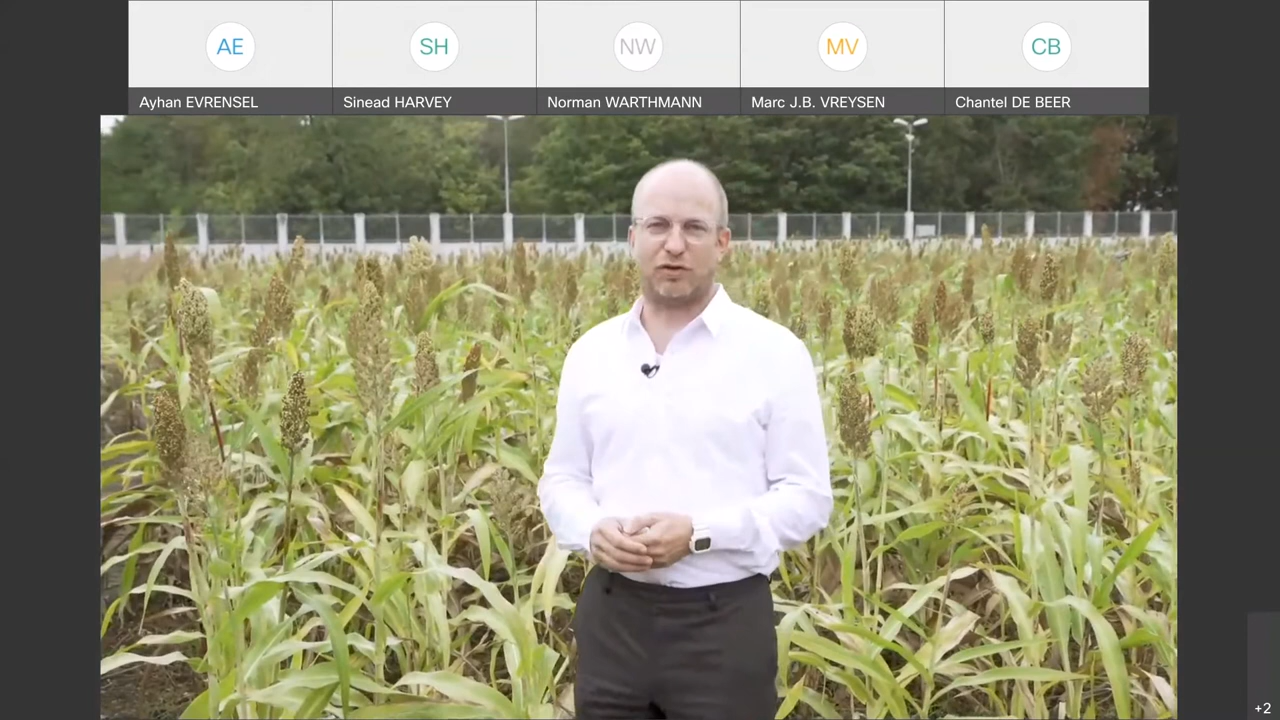 AE
SH
NW
MV
CB
Ayhan EVRENSEL
Sinead HARVEY
Norman WARTHMANN
Marc J.B. VREYSEN
Chantel DE BEER
+2